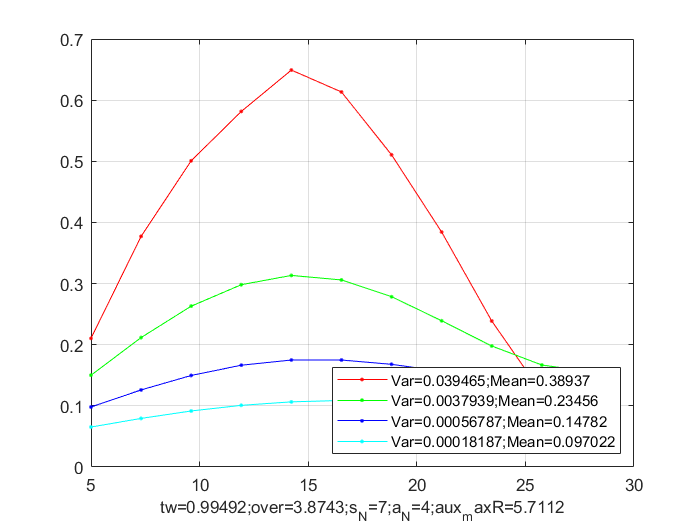 0.7
0.6
0.5
0.4
0.3
0.2
0.1
0
Var=0.039465;Mean=0.38937
Var=0.0037939;Mean=0.23456
Var=0.00056787;Mean=0.14782
Var=0.00018187;Mean=0.097022
5 10 15 20 25 30
tw=0.99492;over=3.8743;s_N=7;a_N=4;aux_maxR=5.7112